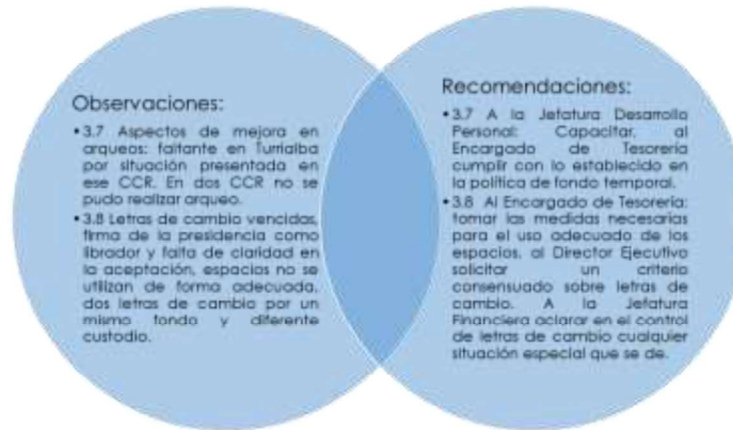 Observaciones:
• 3.7 Aspectos de mejora en
arqueos: faltante en Turrialba
por situación presentada en
ese CCR. En dos CCR no se
pudo realizar arqueo.
• 3.8 Letras de cambio vencidas,
firma de la presidencia como
librador y falta de claridad en
la aceptación, espacios no se
utilizan de forma adecuada,
dos letras de cambio por un
mismo fondo y diferente
custodio.
Recomendaciones:
• 3.7 A la Jefatura Desarrollo
Personal: Capacitar, al
Encargado de Tesorería
cumplir con lo establecido en
la política de fondo temporal.
• 3.8 Al Encargado de Tesorería:
tomar las medidas necesarias
para el uso adecuado de los
espacios, al Director Ejecutivo
solicitar un criterio
consensuado sobre letras de
cambio. A la Jefatura
Financiera aclarar en el control
de letras de cambio cualquier
situación especial que se de.